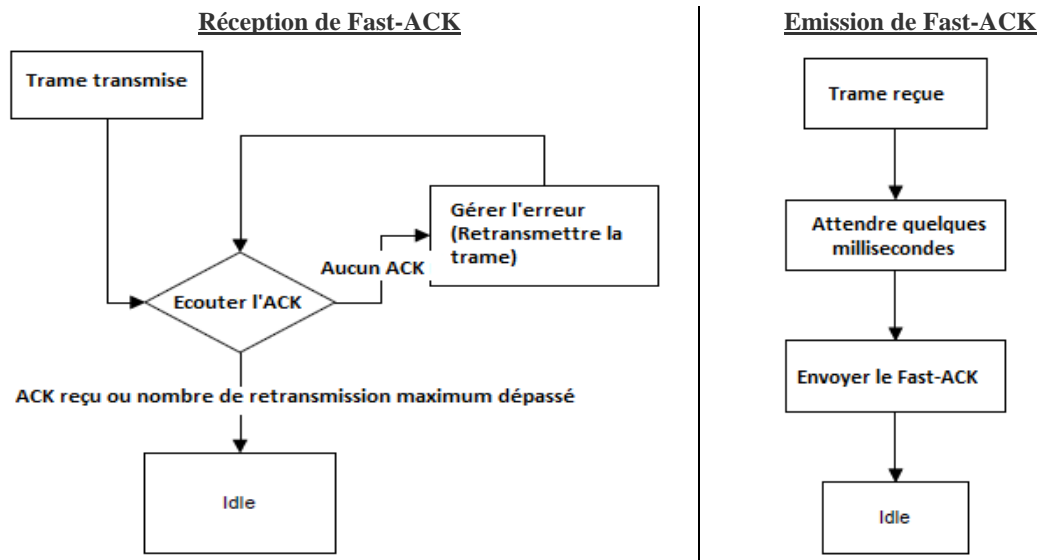 Réception de Fast-ACK
Trame transmise
Gérer l'erreur
(Retransmettre la
trame)
Aucun ACK
Ecouter l'ACK
ACK reçu ou nombre de retransmission maximum dépassé
Idle
Emission de Fast-ACK
Trame reçue
Attendre quelques
millisecondes
Envoyer le Fast-ACK
Idle